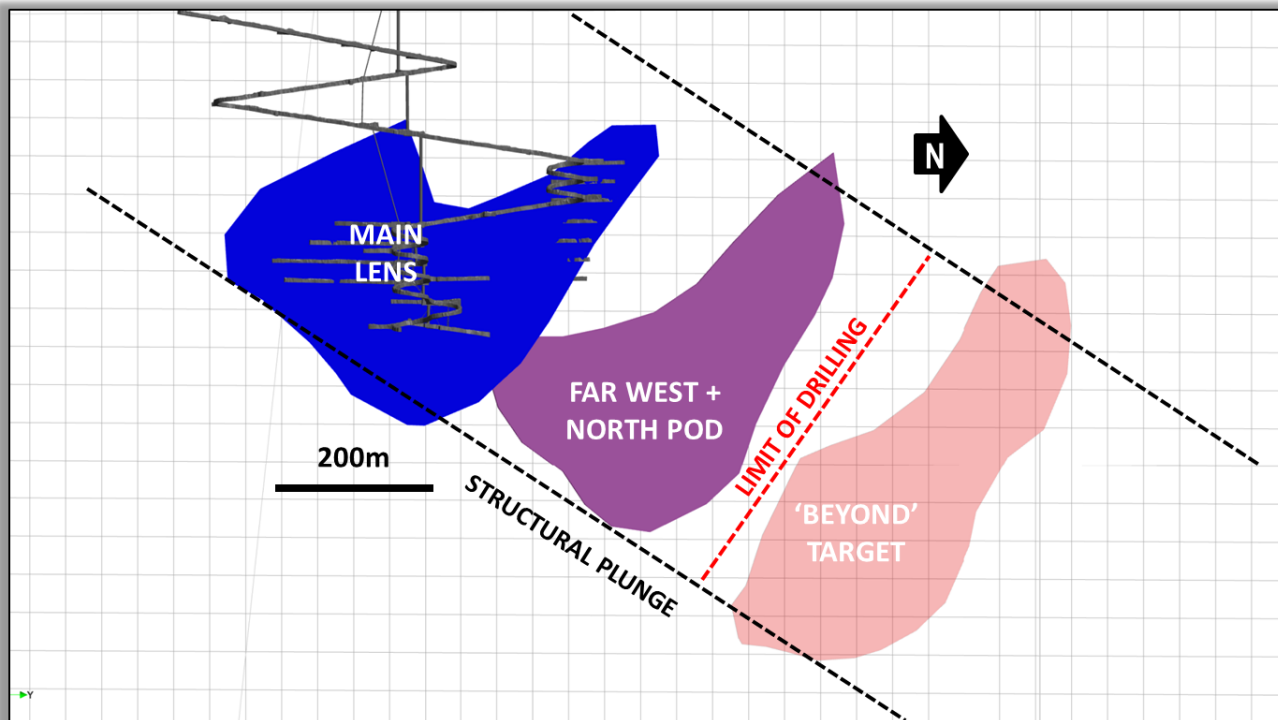 N
MAIN
LENS
FAR WEST +
NORTH POD
LIMIT OF DRILLING
200m
STRUCTURAL PLUNGE
‘BEYOND’
TARGET
Y